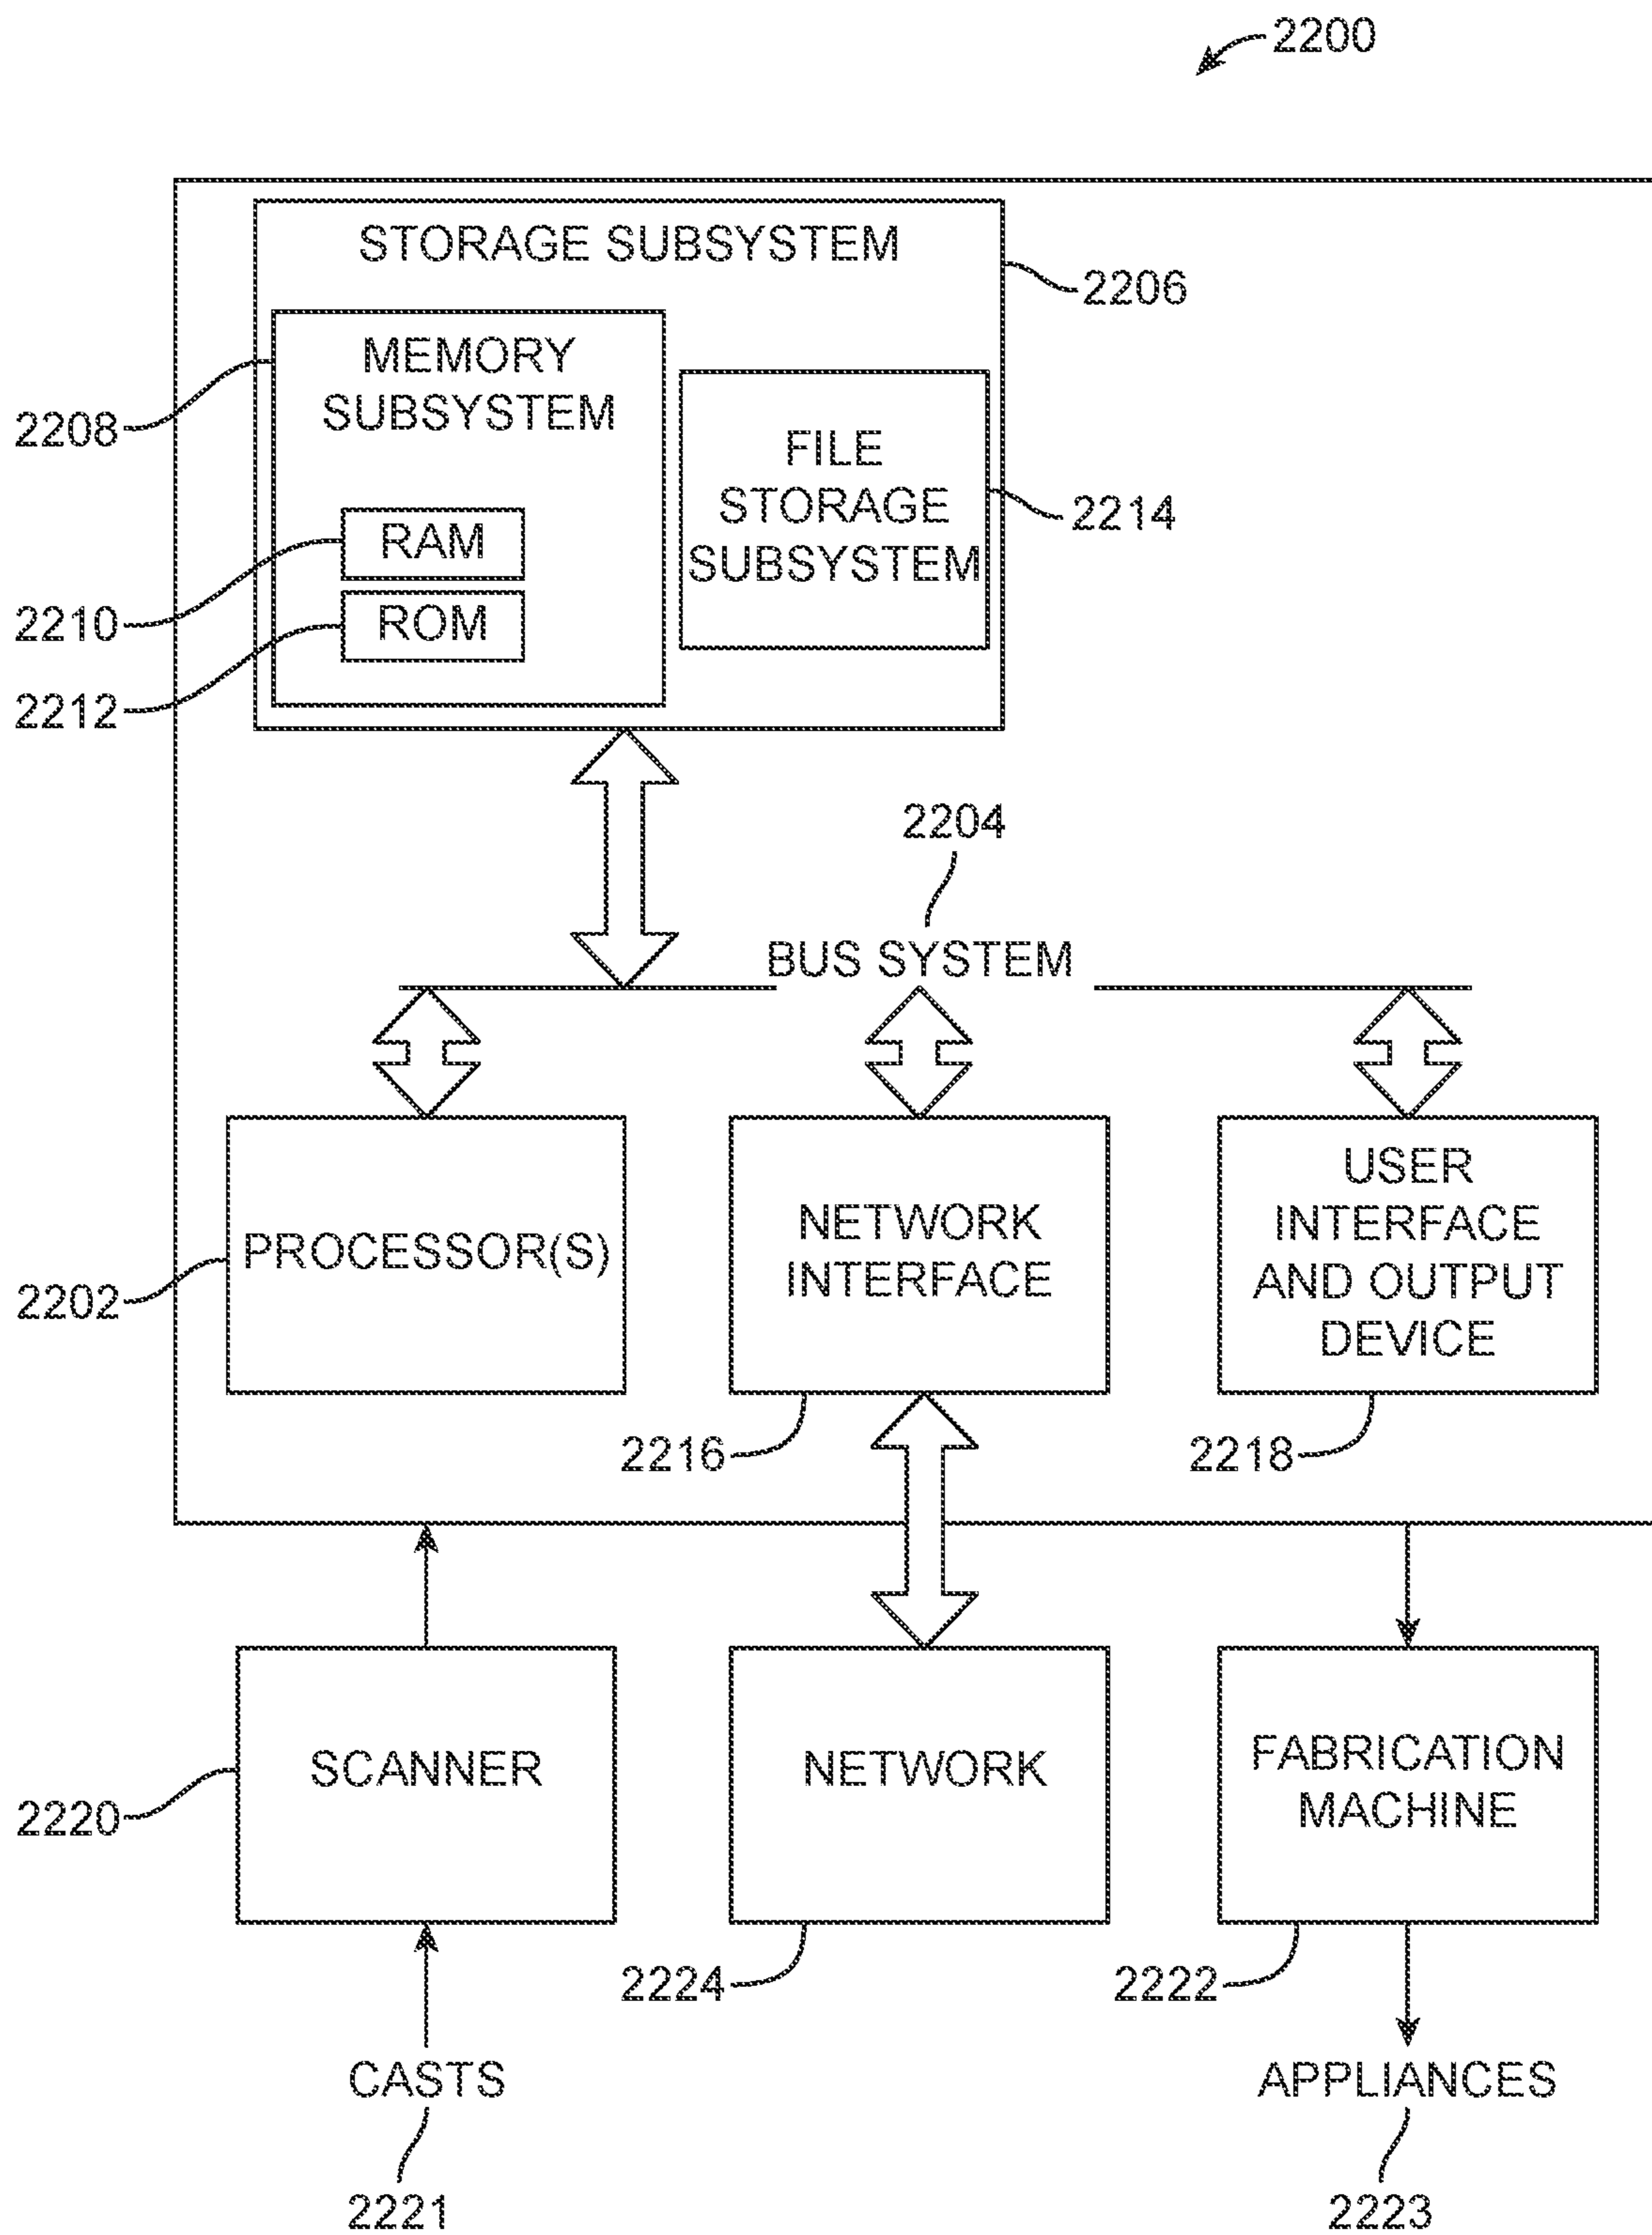 2200
STORAGE SUBSYSTEM
2206
MEMORY
SUBSYSTEM
2208
FILE
STORAGE
SUBSYSTEM
2214
RAM
2210
ROM
2212
2204
BUS SYSTEM
PROCESSOR(S)
2202
NETWORK
INTERFACE
2216
USER
INTERFACE
AND OUTPUT
DEVICE
2218
SCANNER
2220
NETWORK
2224
FABRICATION
MACHINE
2222
CASTS
2221
APPLIANCES
2223